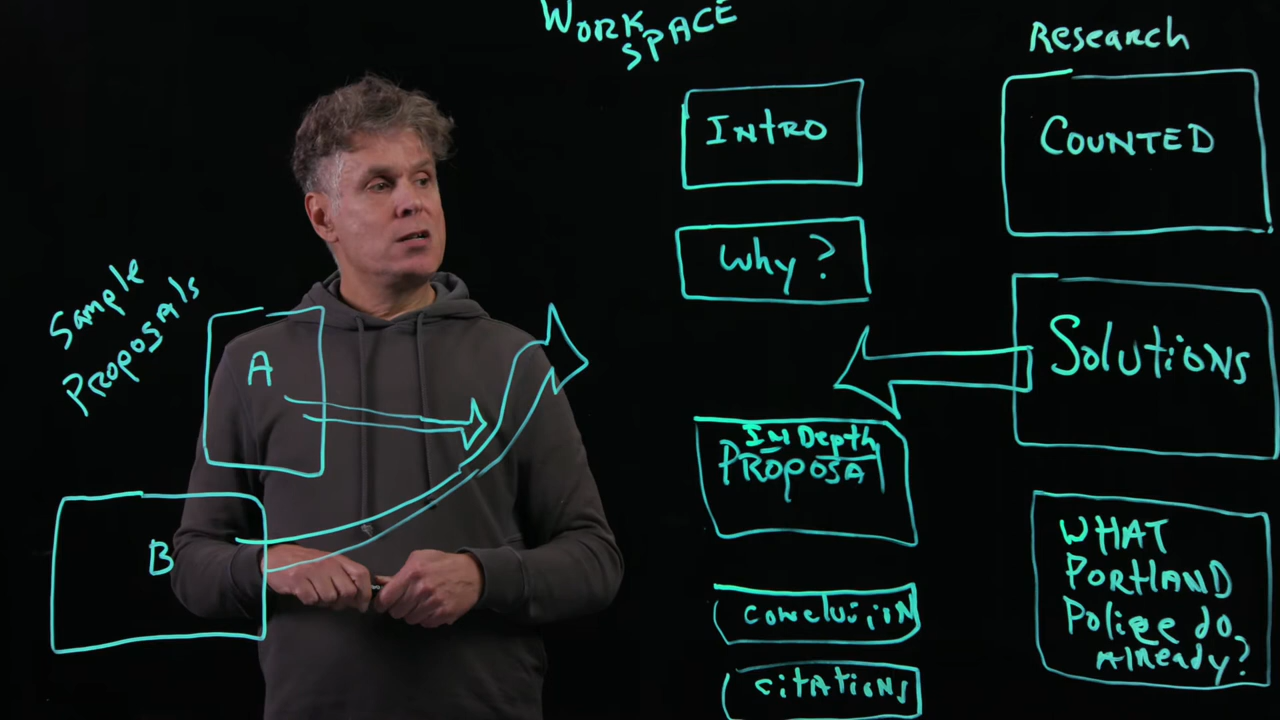 Sample
Proposals
A
B
Work
Space
Intro
Why?
In Depth
Proposal
Conclusion
Citations
Research
Counted
Solutions
What
Portland
Police do
Already?